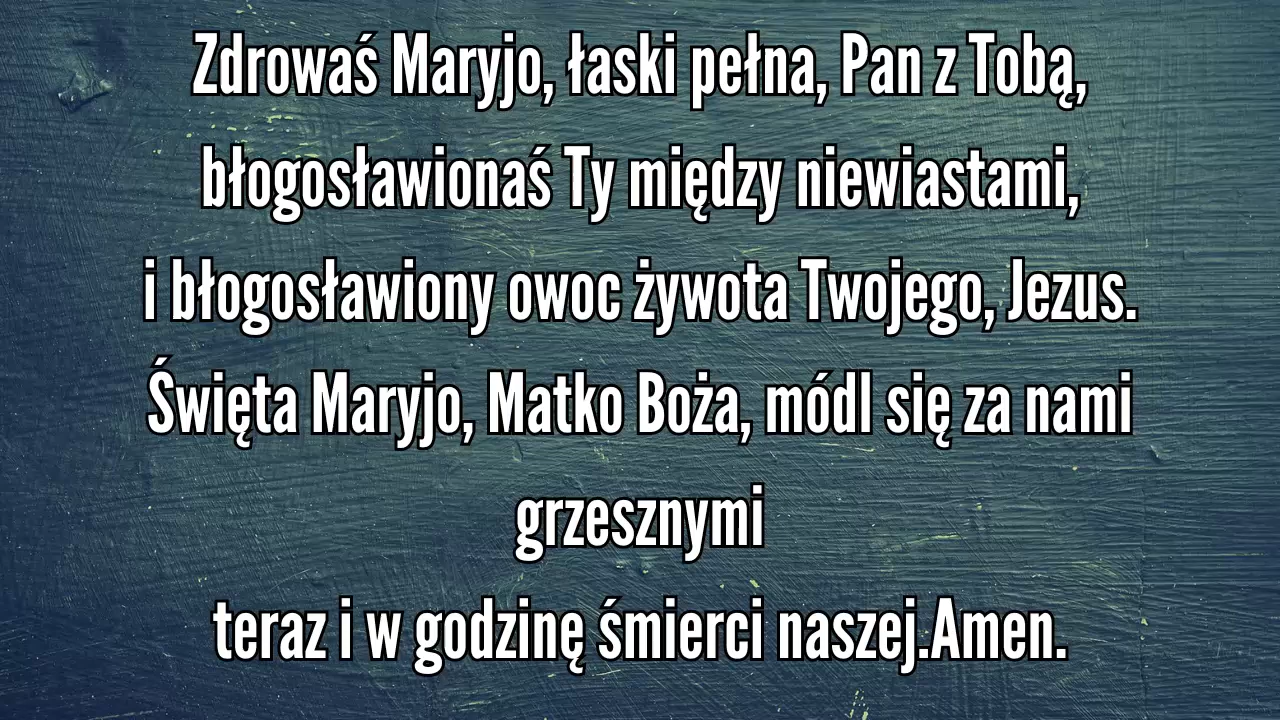 Zdrowaś Maryjo, łaski pełna, Pan z Tobą,
błogosławionaś Ty między niewiastami,
i błogosławiony owoc żywota Twojego, Jezus.
Święta Maryjo, Matko Boża, módl się za nami
grzesznymi
teraz i w godzinę śmierci naszej.Amen.